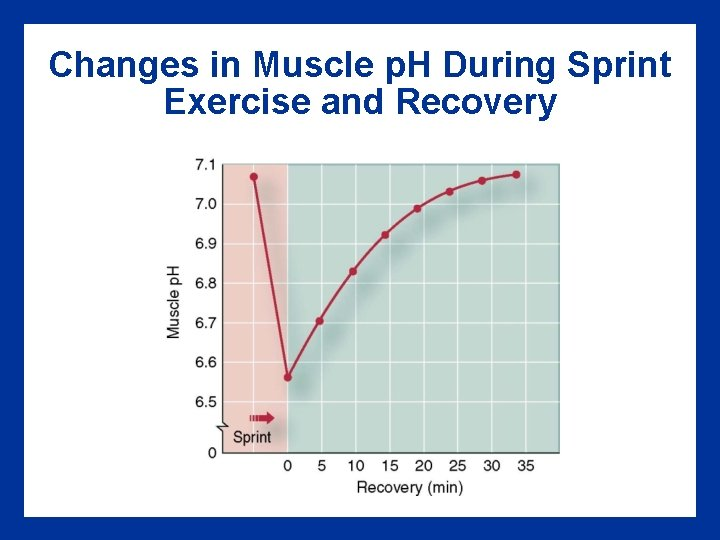 Changes in Muscle p.H During Sprint
Exercise and Recovery
7.1
7.0
6.9
6.8
6.7
6.6
6.5
0
Muscle pH
Sprint
0 5 10 15 20 25 30 35
Recovery (min)